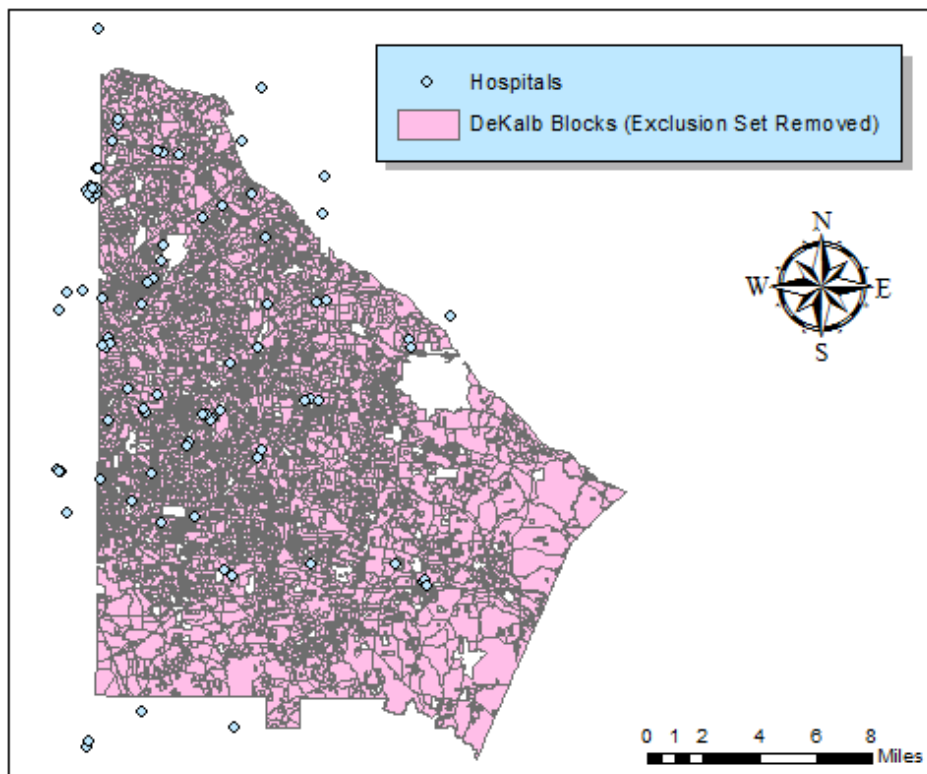 Hospitals
DeKalb Blocks (Exclusion Set Removed)
N
W E
S
0 1 2 4 6 8
Miles